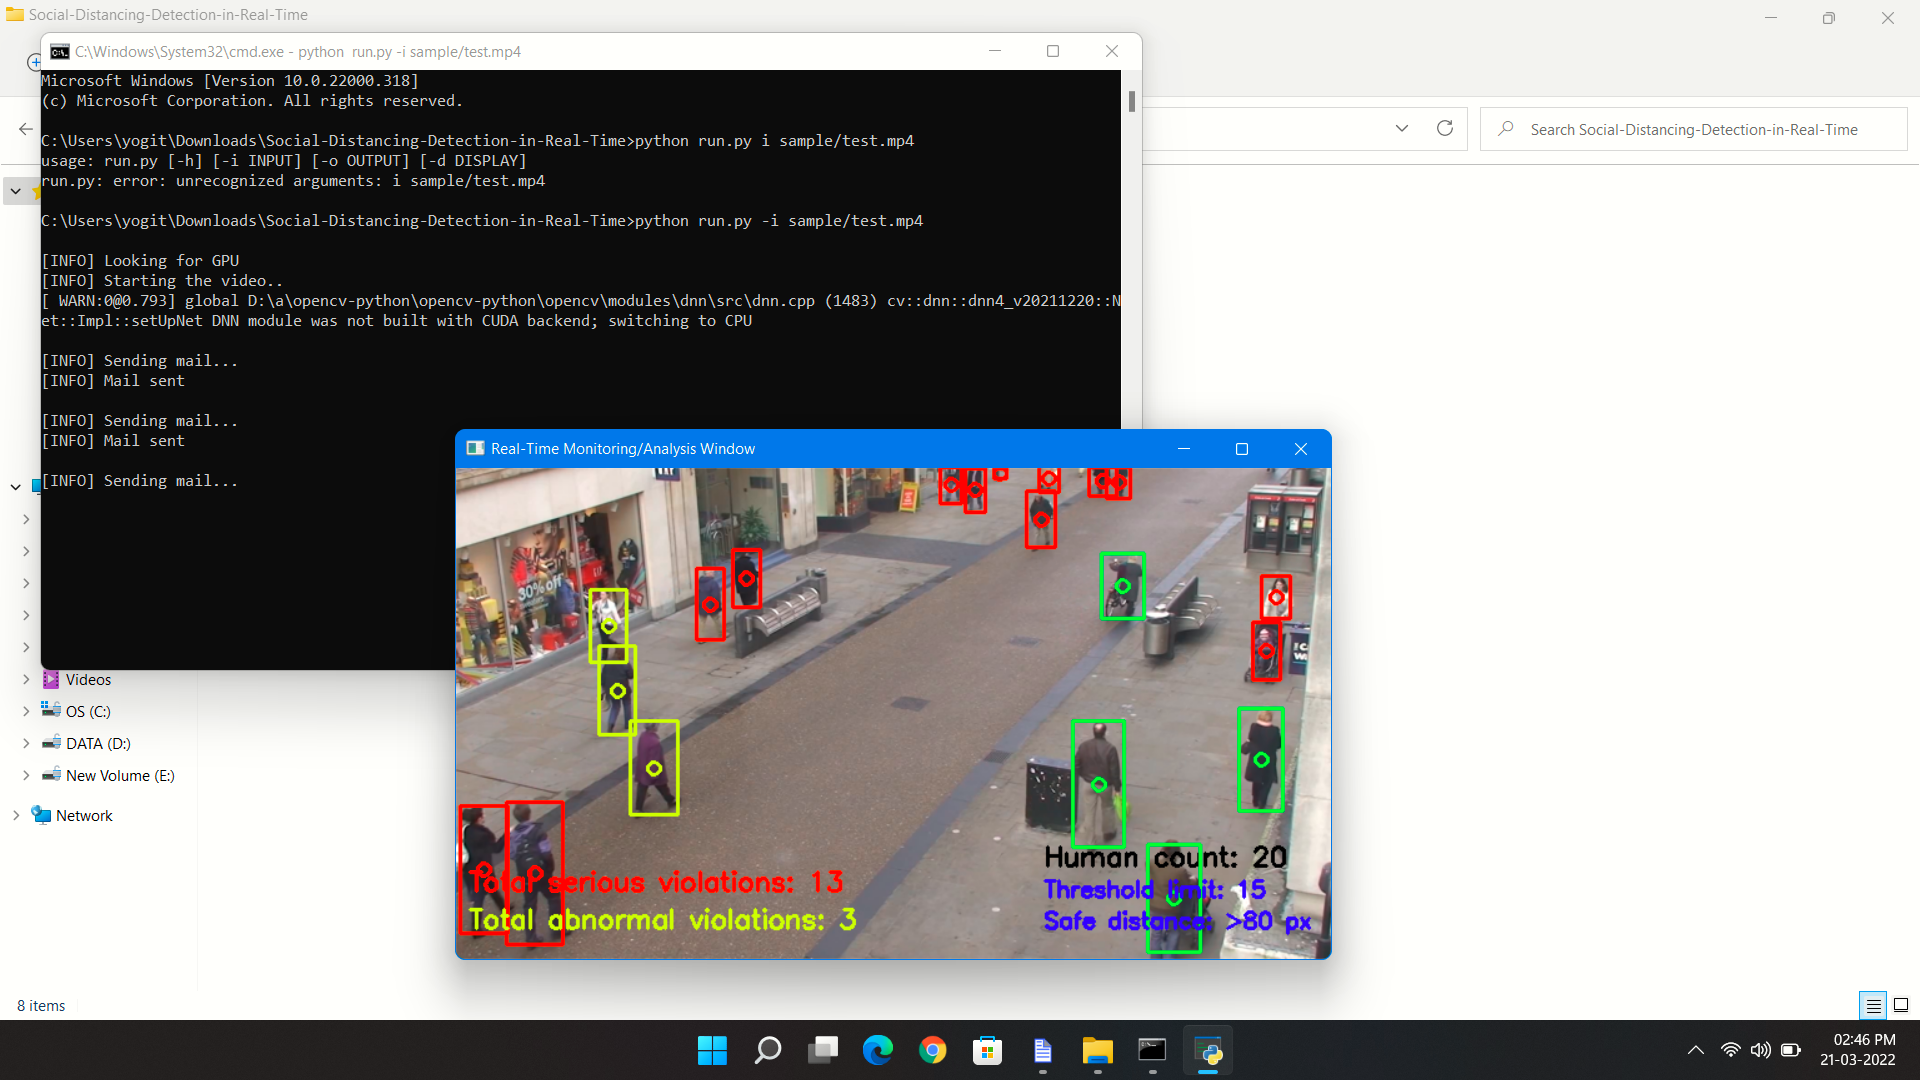 Social-Distancing-Detection-in-Real-Time
C:\Windows\System32\cmd.exe - python  run.py -i sample/test.mp4
Microsoft Windows [Version 10.0.22000.318]
(c) Microsoft Corporation. All rights reserved.
C:\Users\yogit\Downloads\Social-Distancing-Detection-in-Real-Time>python run.py i sample/test.mp4
usage: run.py [-h] [-i INPUT] [-o OUTPUT] [-d DISPLAY]
run.py: error: unrecognized arguments: i sample/test.mp4
C:\Users\yogit\Downloads\Social-Distancing-Detection-in-Real-Time>python run.py -i sample/test.mp4
[INFO] Looking for GPU
[INFO] Starting the video..
[ WARN:0@0.793] global D:\a\opencv-python\opencv-python\opencv\modules\dnn\src\dnn.cpp (1483) cv::dnn::dnn4_v20211220::N
et::Impl::setUpNet DNN module was not built with CUDA backend; switching to CPU
[INFO] Sending mail...
[INFO] Mail sent
[INFO] Sending mail...
[INFO] Mail sent
[INFO] Sending mail...
Search Social-Distancing-Detection-in-Real-Time
Real-Time Monitoring/Analysis Window
30% off
Total serious violations: 13
Total abnormal violations: 3
Human count: 20
Threshold limit: 15
Safe distance: >80 px
Videos
OS (C:)
DATA (D:)
New Volume (E:)
Network
8 items
02:46 PM
21-03-2022